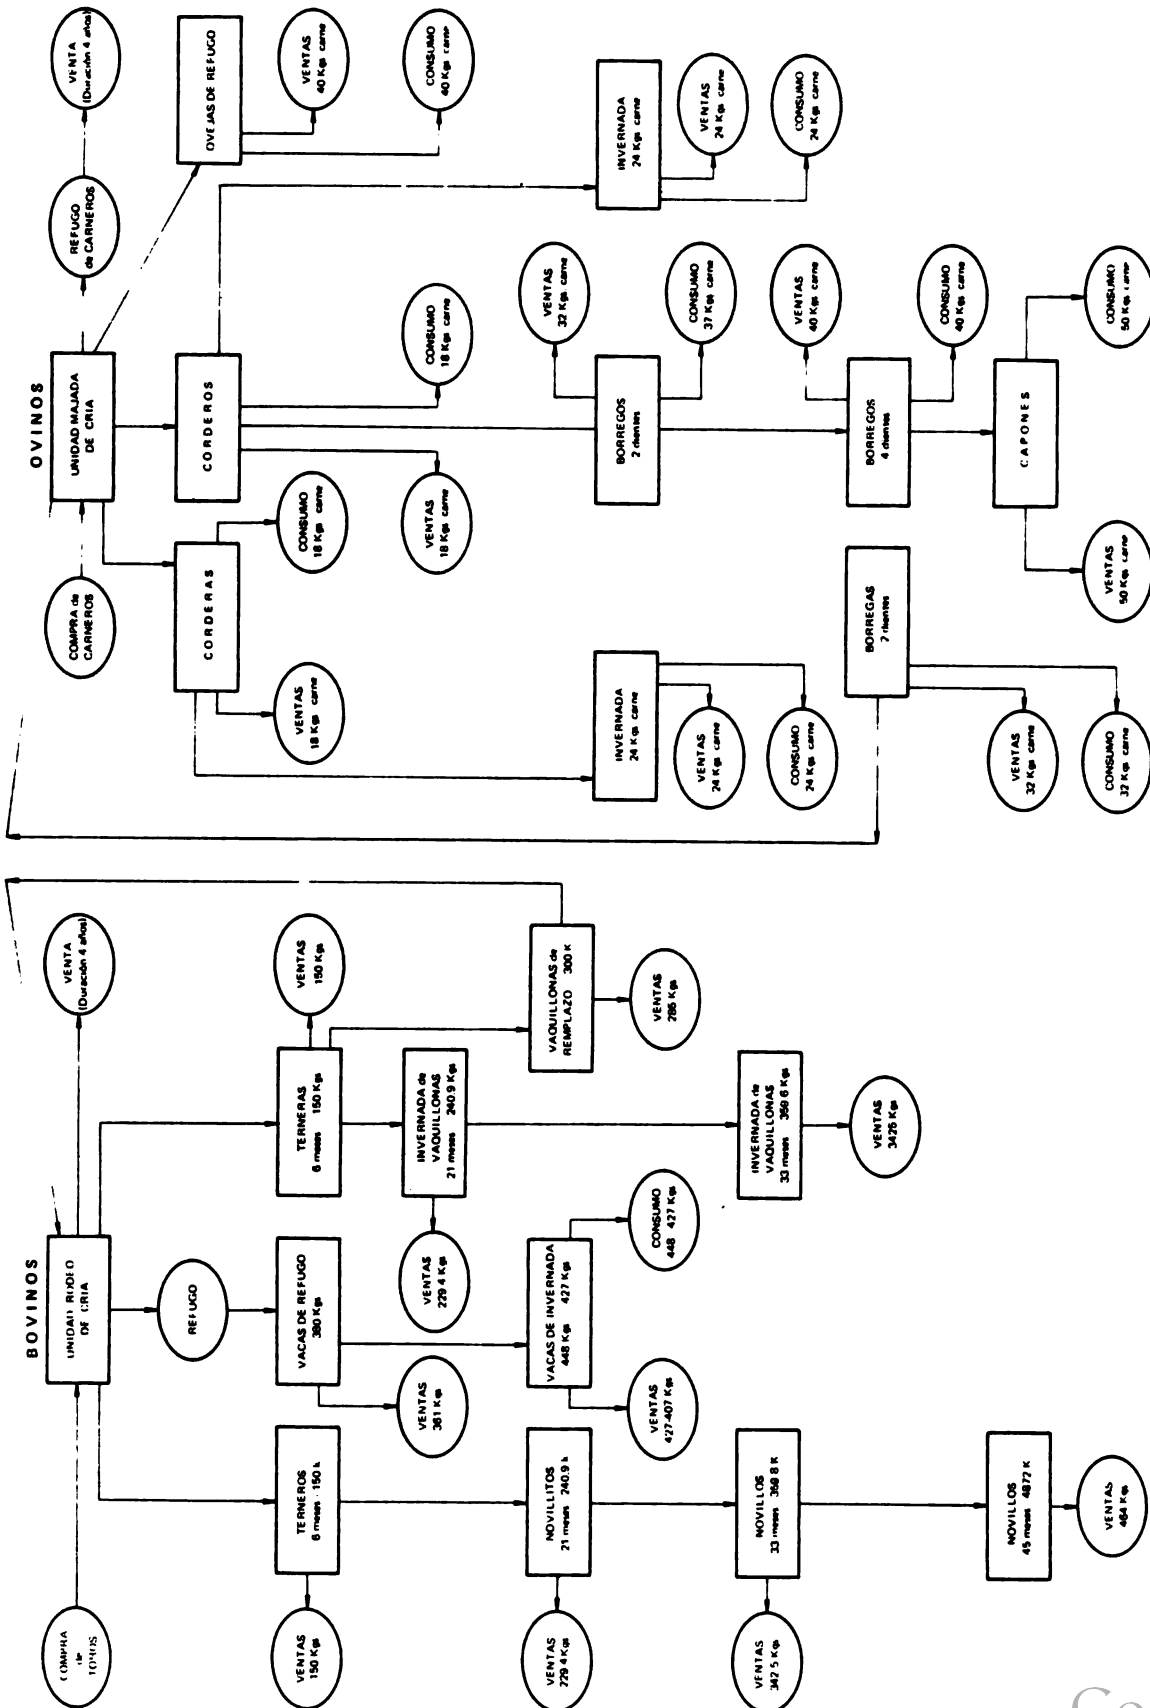 BOVINOS
COMPRA
de
TOROS
UNIDAD RODEO
DE CRIA
VENTA
(Duración 4 años)
REFUGO
TERNEROS
6 meses - 150 k
VENTAS
150 Kgs
VACAS DE REFUGO
380 Kgs
VENTAS
361 Kgs
TERNERAS
6 meses 150 Kgs
VENTAS
150 Kgs
INVERNADA de
VAQUILLONAS
21 meses 240.9 Kgs
VENTAS
229 4 Kgs
NOVILLITOS
21 meses 240.9 k
VENTAS
229 4 Kgs
VACAS DE INVERNADA
448 Kgs 427 Kgs
VENTAS
427-407 Kgs
CONSUMO
448 427 Kgs
VAQUILLONAS de
REMPLAZO 300 K
VENTAS
286 Kgs
NOVILLOS
33 meses 359 8 K
VENTAS
342 5 Kgs
INVERNADA de
VAQUILLONAS
33 meses 359 6 Kgs
VENTAS
3426 Kgs
NOVILLOS
45 meses 4872 K
VENTAS
464 Kgs
OVINOS
COMPRA de
CARNEROS
UNIDAD MAJADA
DE CRIA
REFUGO
de CARNEROS
VENTA
(Duración 4 años)
CORDERAS
VENTAS
18 Kgs carne
CONSUMO
18 Kgs carne
CORDEROS
VENTAS
18 Kgs carne
CONSUMO
18 Kgs carne
OVEJAS DE REFUGO
VENTAS
40 Kgs carne
CONSUMO
40 Kgs carne
INVERNADA
24 Kgs carne
VENTAS
24 Kgs carne
CONSUMO
24 Kgs carne
BORREGOS
2 dientes
VENTAS
32 Kgs carne
CONSUMO
37 Kgs carne
INVERNADA
24 Kgs carne
VENTAS
24 Kgs carne
CONSUMO
24 Kgs carne
BORREGAS
2 dientes
VENTAS
32 Kgs carne
CONSUMO
32 Kgs carne
BORREGOS
4 dientes
VENTAS
40 Kgs carne
CONSUMO
40 Kgs carne
CAPONES
VENTAS
50 Kgs carne
CONSUMO
50 Kgs carne